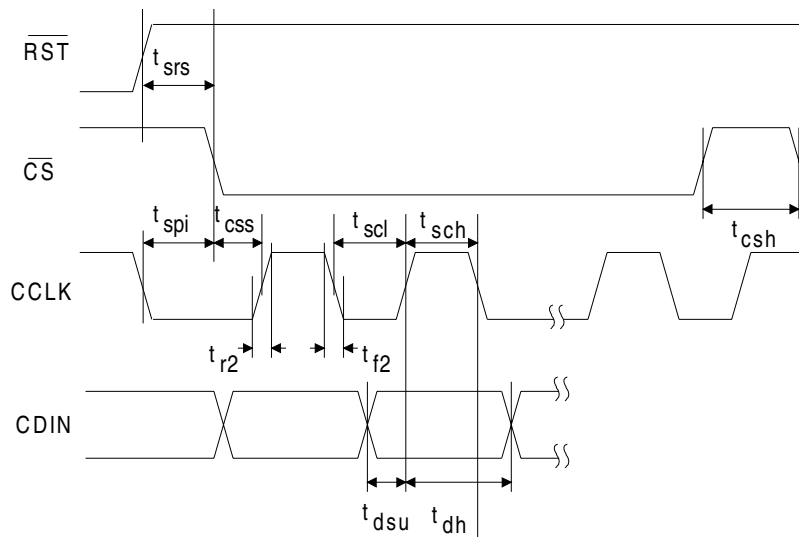 RST
t srs
CS
t spi
t css
t scl
t sch
t csh
CCLK
t r2
t f2
CDIN
t dsu
t dh